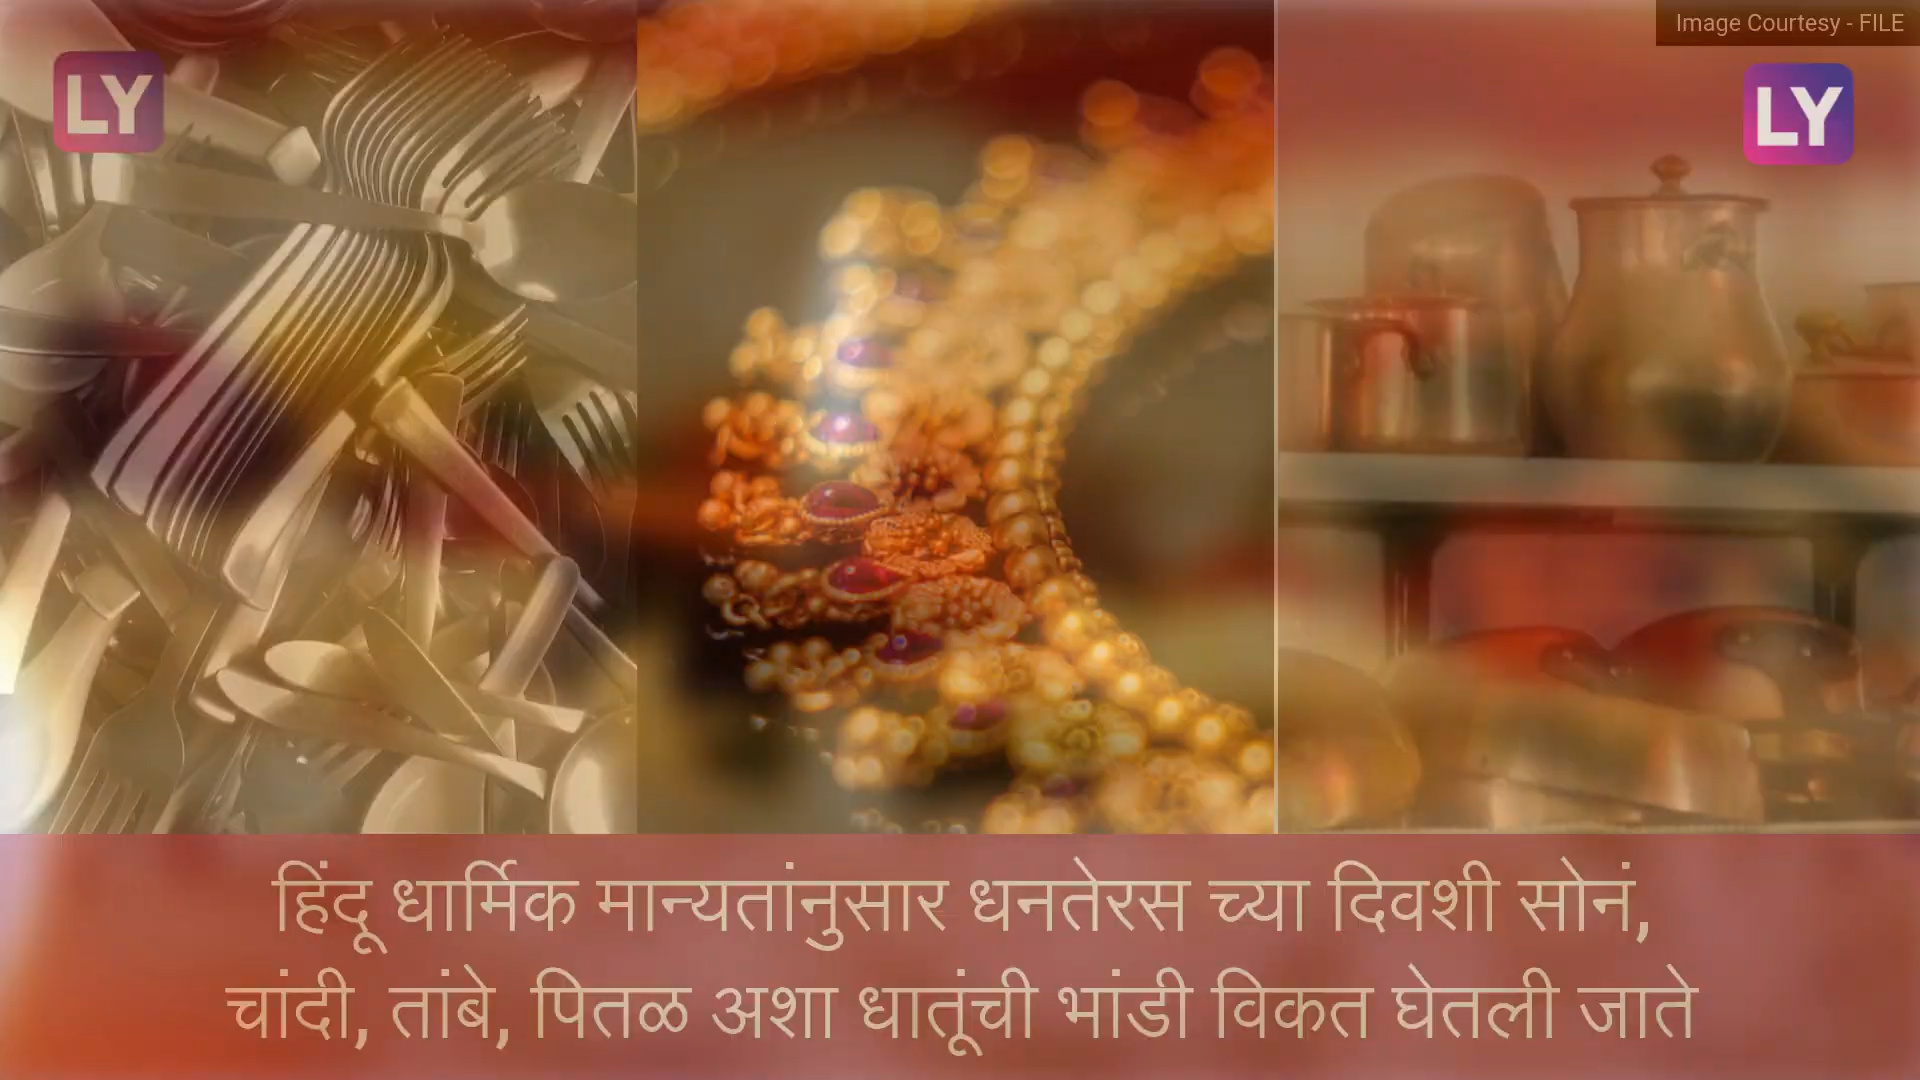 Image Courtesy - FILE
LY
LY
हिंदू धार्मिक मान्यतांनुसार धनतेरस च्या दिवशी सोनं,
चांदी, तांबे, पितळ अशा धातूंची भांडी विकत घेतली जाते